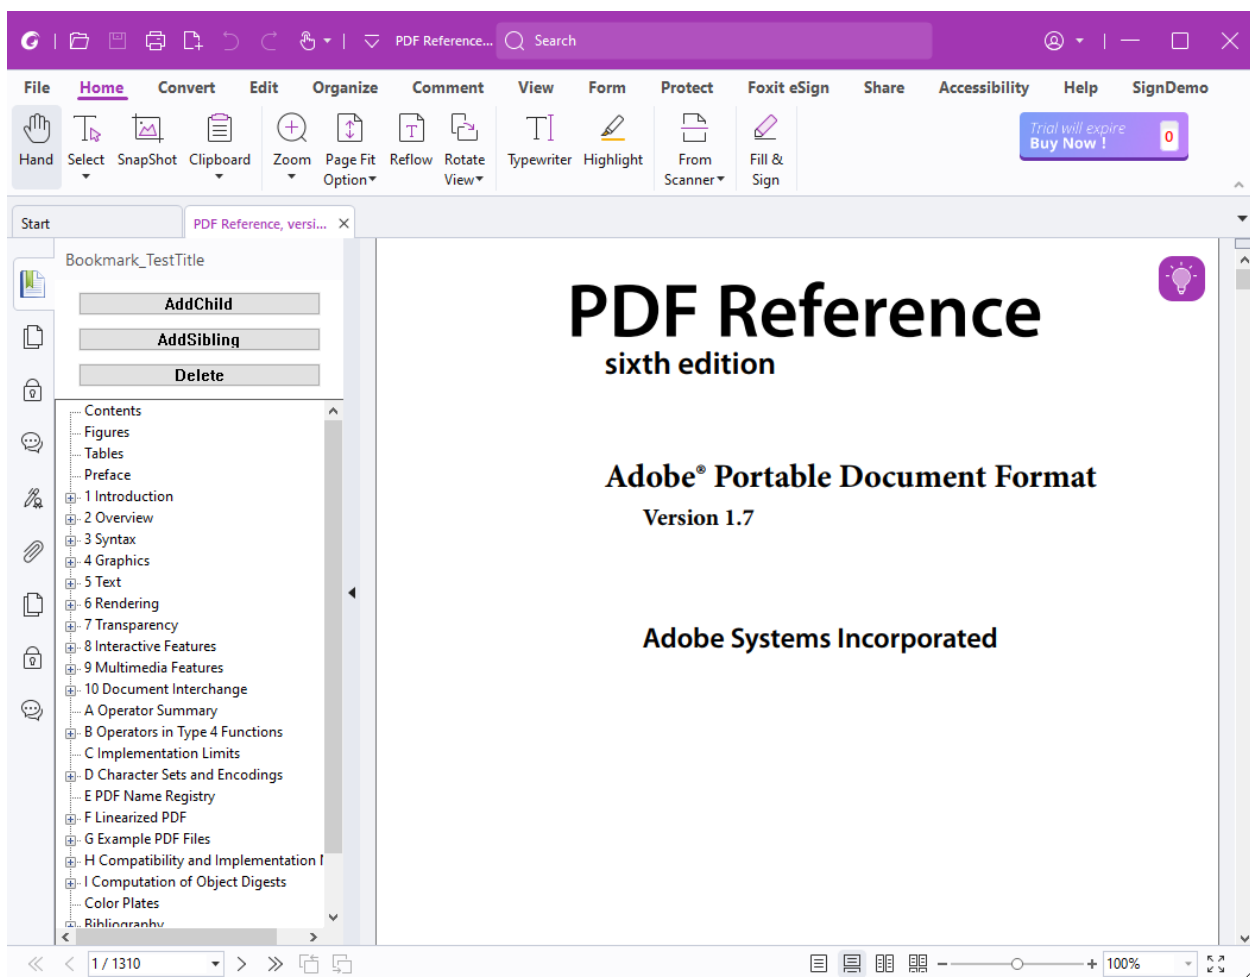 PDF Reference... Search
File Home Convert Edit Organize Comment View Form Protect Foxit eSign Share Accessibility Help SignDemo
Hand Select SnapShot Clipboard Zoom Page Fit Option Reflow Rotate View Typewriter Highlight From Scanner Fill & Sign
Trial will expire
Buy Now !
0
Start PDF Reference, versi...
Bookmark_TestTitle
AddChild
AddSibling
Delete
Contents
Figures
Tables
Preface
1 Introduction
2 Overview
3 Syntax
4 Graphics
5 Text
6 Rendering
7 Transparency
8 Interactive Features
9 Multimedia Features
10 Document Interchange
A Operator Summary
B Operators in Type 4 Functions
C Implementation Limits
D Character Sets and Encodings
E PDF Name Registry
F Linearized PDF
G Example PDF Files
H Compatibility and Implementation
I Computation of Object Digests
Color Plates
Bibliography
PDF Reference
sixth edition
Adobe® Portable Document Format
Version 1.7
Adobe Systems Incorporated
1 / 1310
100%